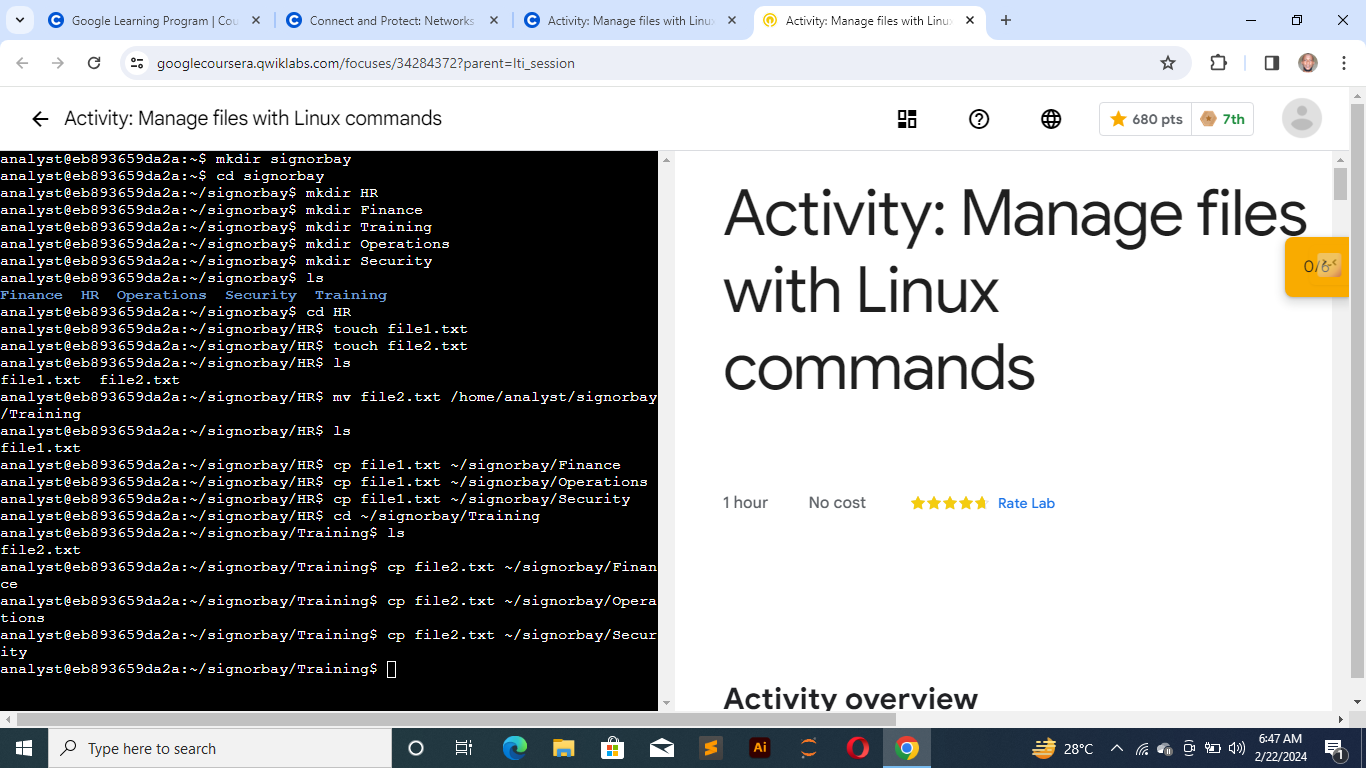 Google Learning Program | Cou
Connect and Protect: Networks
Activity: Manage files with Linu
Activity: Manage files with Linux
googlecoursera.qwiklabs.com/focuses/34284372?parent=lti_session
Activity: Manage files with Linux commands
680 pts
7th
analyst@eb893659da2a:~$ mkdir signorbay
analyst@eb893659da2a:~$ cd signorbay
analyst@eb893659da2a:~/signorbay$ mkdir HR
analyst@eb893659da2a:~/signorbay$ mkdir Finance
analyst@eb893659da2a:~/signorbay$ mkdir Training
analyst@eb893659da2a:~/signorbay$ mkdir Operations
analyst@eb893659da2a:~/signorbay$ mkdir Security
analyst@eb893659da2a:~/signorbay$ ls
Finance  HR  Operations  Security  Training
analyst@eb893659da2a:~/signorbay$ cd HR
analyst@eb893659da2a:~/signorbay/HR$ touch file1.txt
analyst@eb893659da2a:~/signorbay/HR$ touch file2.txt
analyst@eb893659da2a:~/signorbay/HR$ ls
file1.txt  file2.txt
analyst@eb893659da2a:~/signorbay/HR$ mv file2.txt /home/analyst/signorbay
/Training
analyst@eb893659da2a:~/signorbay/HR$ ls
file1.txt
analyst@eb893659da2a:~/signorbay/HR$ cp file1.txt ~/signorbay/Finance
analyst@eb893659da2a:~/signorbay/HR$ cp file1.txt ~/signorbay/Operations
analyst@eb893659da2a:~/signorbay/HR$ cp file1.txt ~/signorbay/Security
analyst@eb893659da2a:~/signorbay/HR$ cd ~/signorbay/Training
analyst@eb893659da2a:~/signorbay/Training$ ls
file2.txt
analyst@eb893659da2a:~/signorbay/Training$ cp file2.txt ~/signorbay/Finan
ce
analyst@eb893659da2a:~/signorbay/Training$ cp file2.txt ~/signorbay/Opera
tions
analyst@eb893659da2a:~/signorbay/Training$ cp file2.txt ~/signorbay/Secur
ity
analyst@eb893659da2a:~/signorbay/Training$
Activity: Manage files
with Linux
commands
0/6
1 hour
No cost
Rate Lab
Activity overview
Type here to search
Ai
28°C
6:47 AM
2/22/2024
1